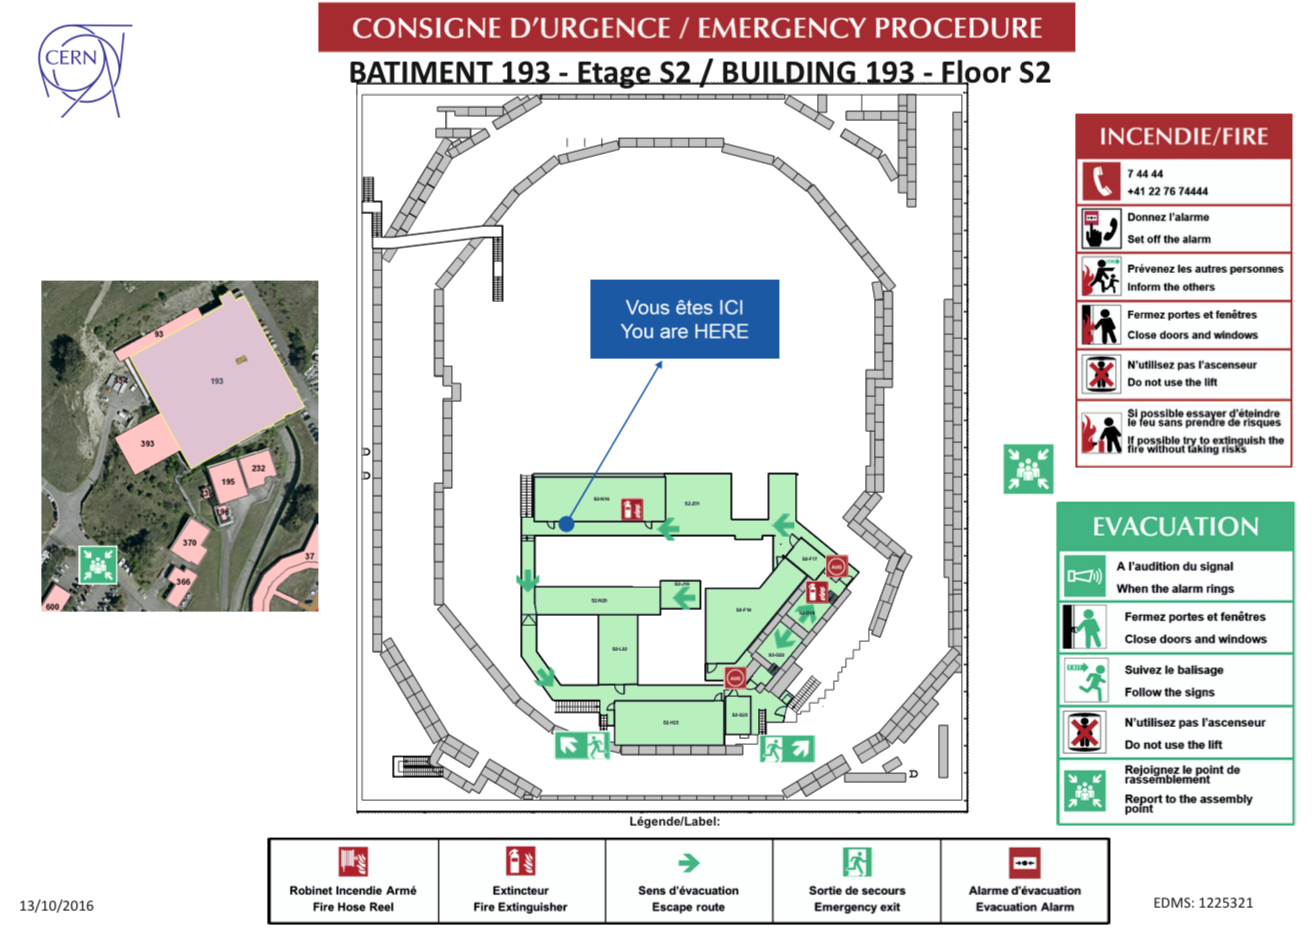 CERN
CONSIGNE D'URGENCE / EMERGENCY PROCEDURE
BATIMENT 193 - Etage S2 / BUILDING 193 - Floor S2
INCENDIE/FIRE
7 44 44
+41 22 76 74444
Donnez l'alarme
Set off the alarm
Prévenez les autres personnes
Inform the others
Fermez portes et fenêtres
Close doors and windows
N'utilisez pas l'ascenseur
Do not use the lift
Si possible essayer d'éteindre
le feu sans prendre de risques
If possible try to extinguish the
fire without taking risks
Vous êtes ICI
You are HERE
93
193
393
195
232
370
366
37
600
D
D
D
EVACUATION
A l'audition du signal
When the alarm rings
Fermez portes et fenêtres
Close doors and windows
EXIT
Suivez le balisage
Follow the signs
N'utilisez pas l'ascenseur
Do not use the lift
Rejoignez le point de
rassemblement
Report to the assembly
point
Légende/Label:
Robinet Incendie Armé
Fire Hose Reel
Extincteur
Fire Extinguisher
Sens d'évacuation
Escape route
Sortie de secours
Emergency exit
Alarme d'évacuation
Evacuation Alarm
13/10/2016
EDMS: 1225321